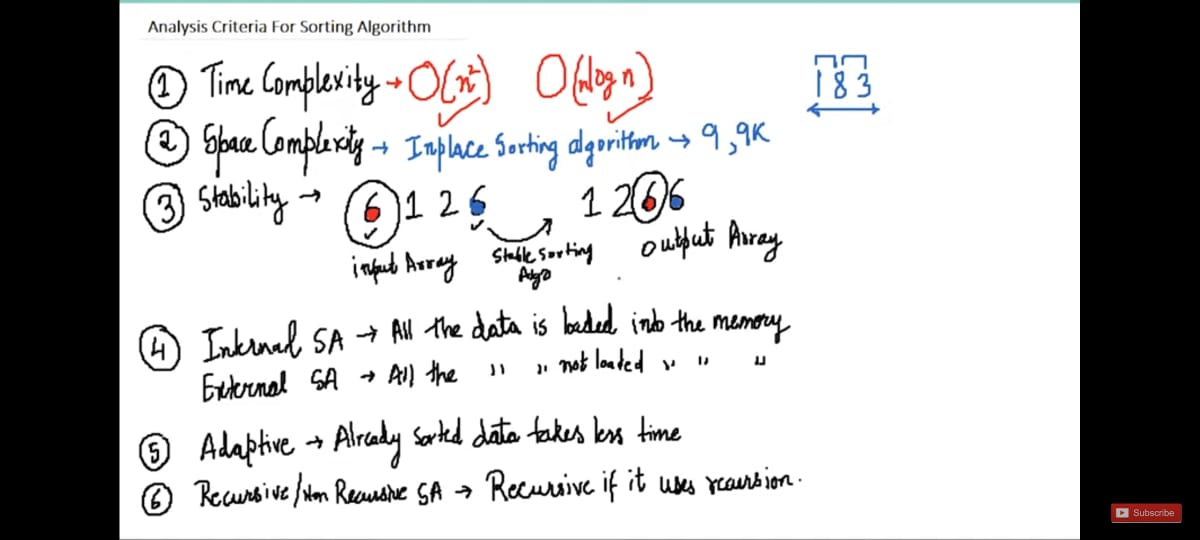 Analysis Criteria For Sorting Algorithm
① Time Complexity → O(n²) O(nlog n)
183
② Space Complexity → Inplace Sorting algorithm → 9, 9K
③ Stability → 6 1 2 6 1 2 6 6
input Array Stable Sorting Algo output Array
④ Internal SA → All the data is loaded into the memory
External SA → All the " " not loaded " " "
⑤ Adaptive → Already Sorted data takes less time
⑥ Recursive/Non Recursive SA → Recursive if it uses recursion.
Subscribe